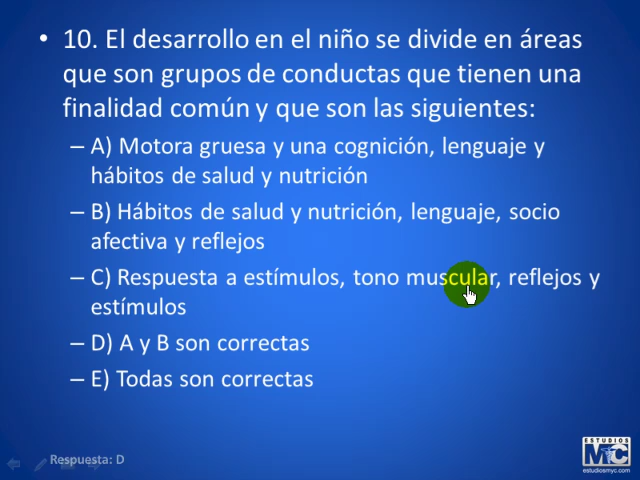 • 10. El desarrollo en el niño se divide en áreas
que son grupos de conductas que tienen una
finalidad común y que son las siguientes:
– A) Motora gruesa y una cognición, lenguaje y
hábitos de salud y nutrición
– B) Hábitos de salud y nutrición, lenguaje, socio
afectiva y reflejos
– C) Respuesta a estímulos, tono muscular, reflejos y
estímulos
– D) A y B son correctas
– E) Todas son correctas
Respuesta: D
ESTUDIOS
MyC
estudiosmyc.com